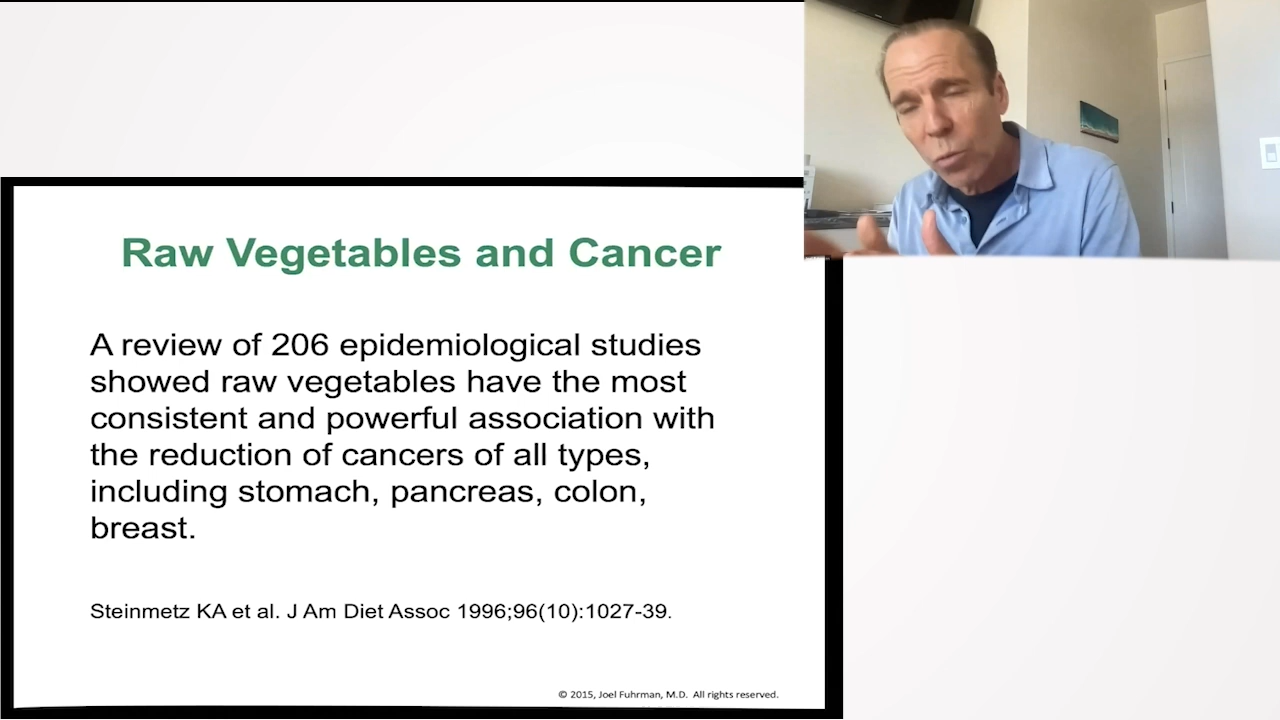 Raw Vegetables and Cancer
A review of 206 epidemiological studies
showed raw vegetables have the most
consistent and powerful association with
the reduction of cancers of all types,
including stomach, pancreas, colon,
breast.
Steinmetz KA et al. J Am Diet Assoc 1996;96(10):1027-39.
© 2015, Joel Fuhrman, M.D. All rights reserved.